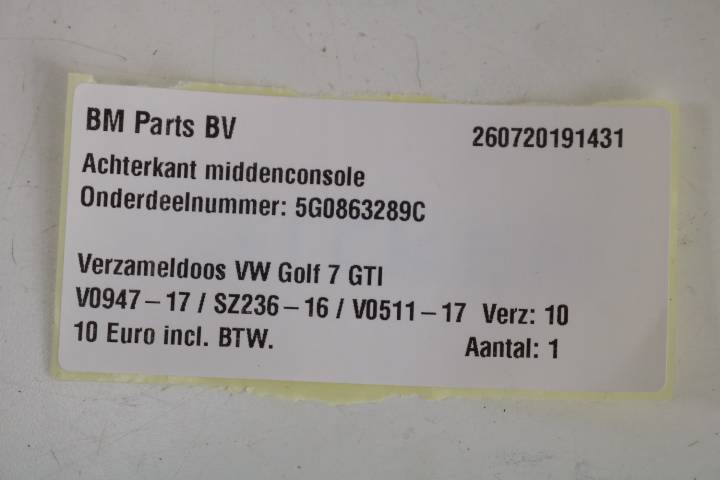 BM Parts BV 260720191431
Achterkant middenconsole
Onderdeelnummer: 5G0863289C
Verzameldoos VW Golf 7 GTI
V0947-17 / SZ236-16 / V0511-17 Verz: 10
10 Euro incl. BTW. Aantal: 1